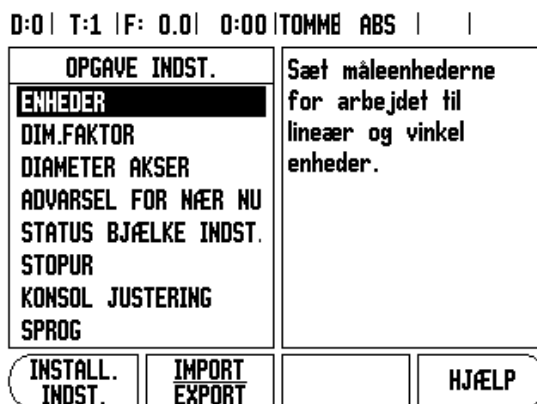 D:0 | T:1 | F: 0.0 | 0:00 | TOMME ABS | |
OPGAVE INDST.
ENHEDER
DIM.FAKTOR
DIAMETER AKSER
ADVARSEL FOR NÆR NU
STATUS BJÆLKE INDST.
STOPUR
KONSOL JUSTERING
SPROG
Sæt måleenhederne
for arbejdet til
lineær og vinkel
enheder.
INSTALL.
INDST.
IMPORT
EXPORT
HJÆLP